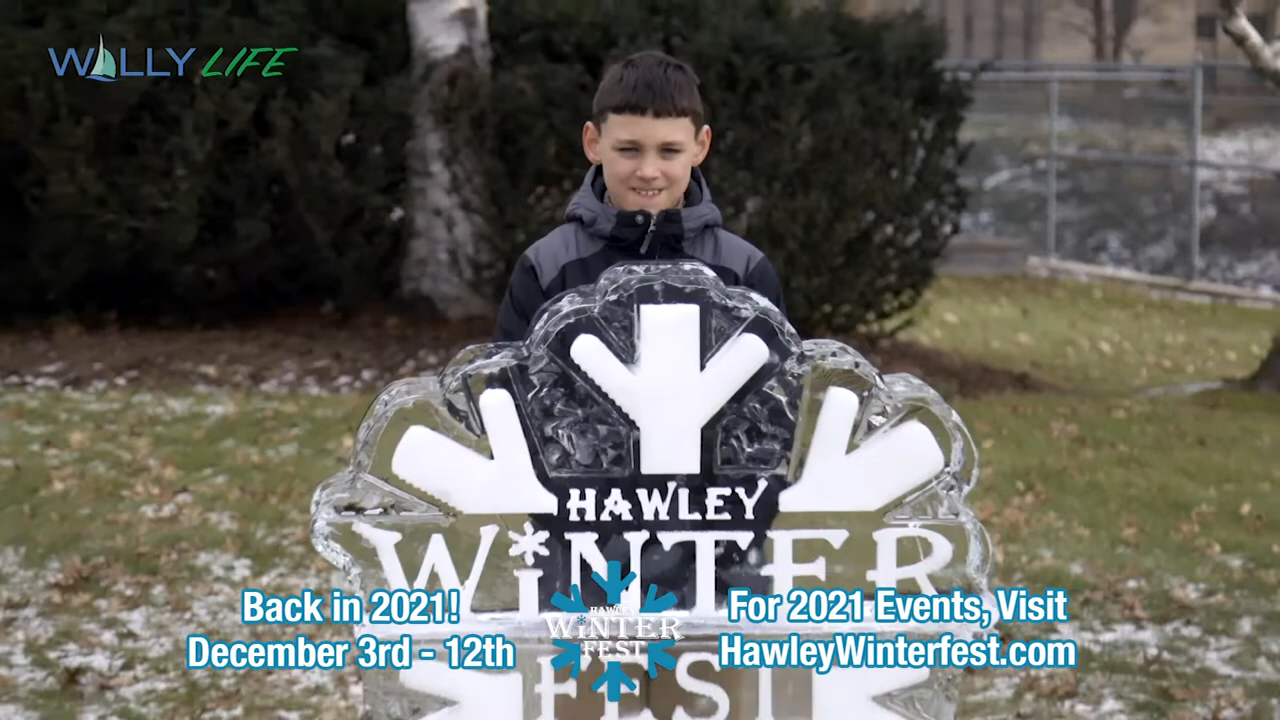 WALLY LIFE
HAWLEY
WiNTER
FEST
Back in 2021!
December 3rd - 12th
HAWLEY
WiNTER
FEST
For 2021 Events, Visit
HawleyWinterfest.com